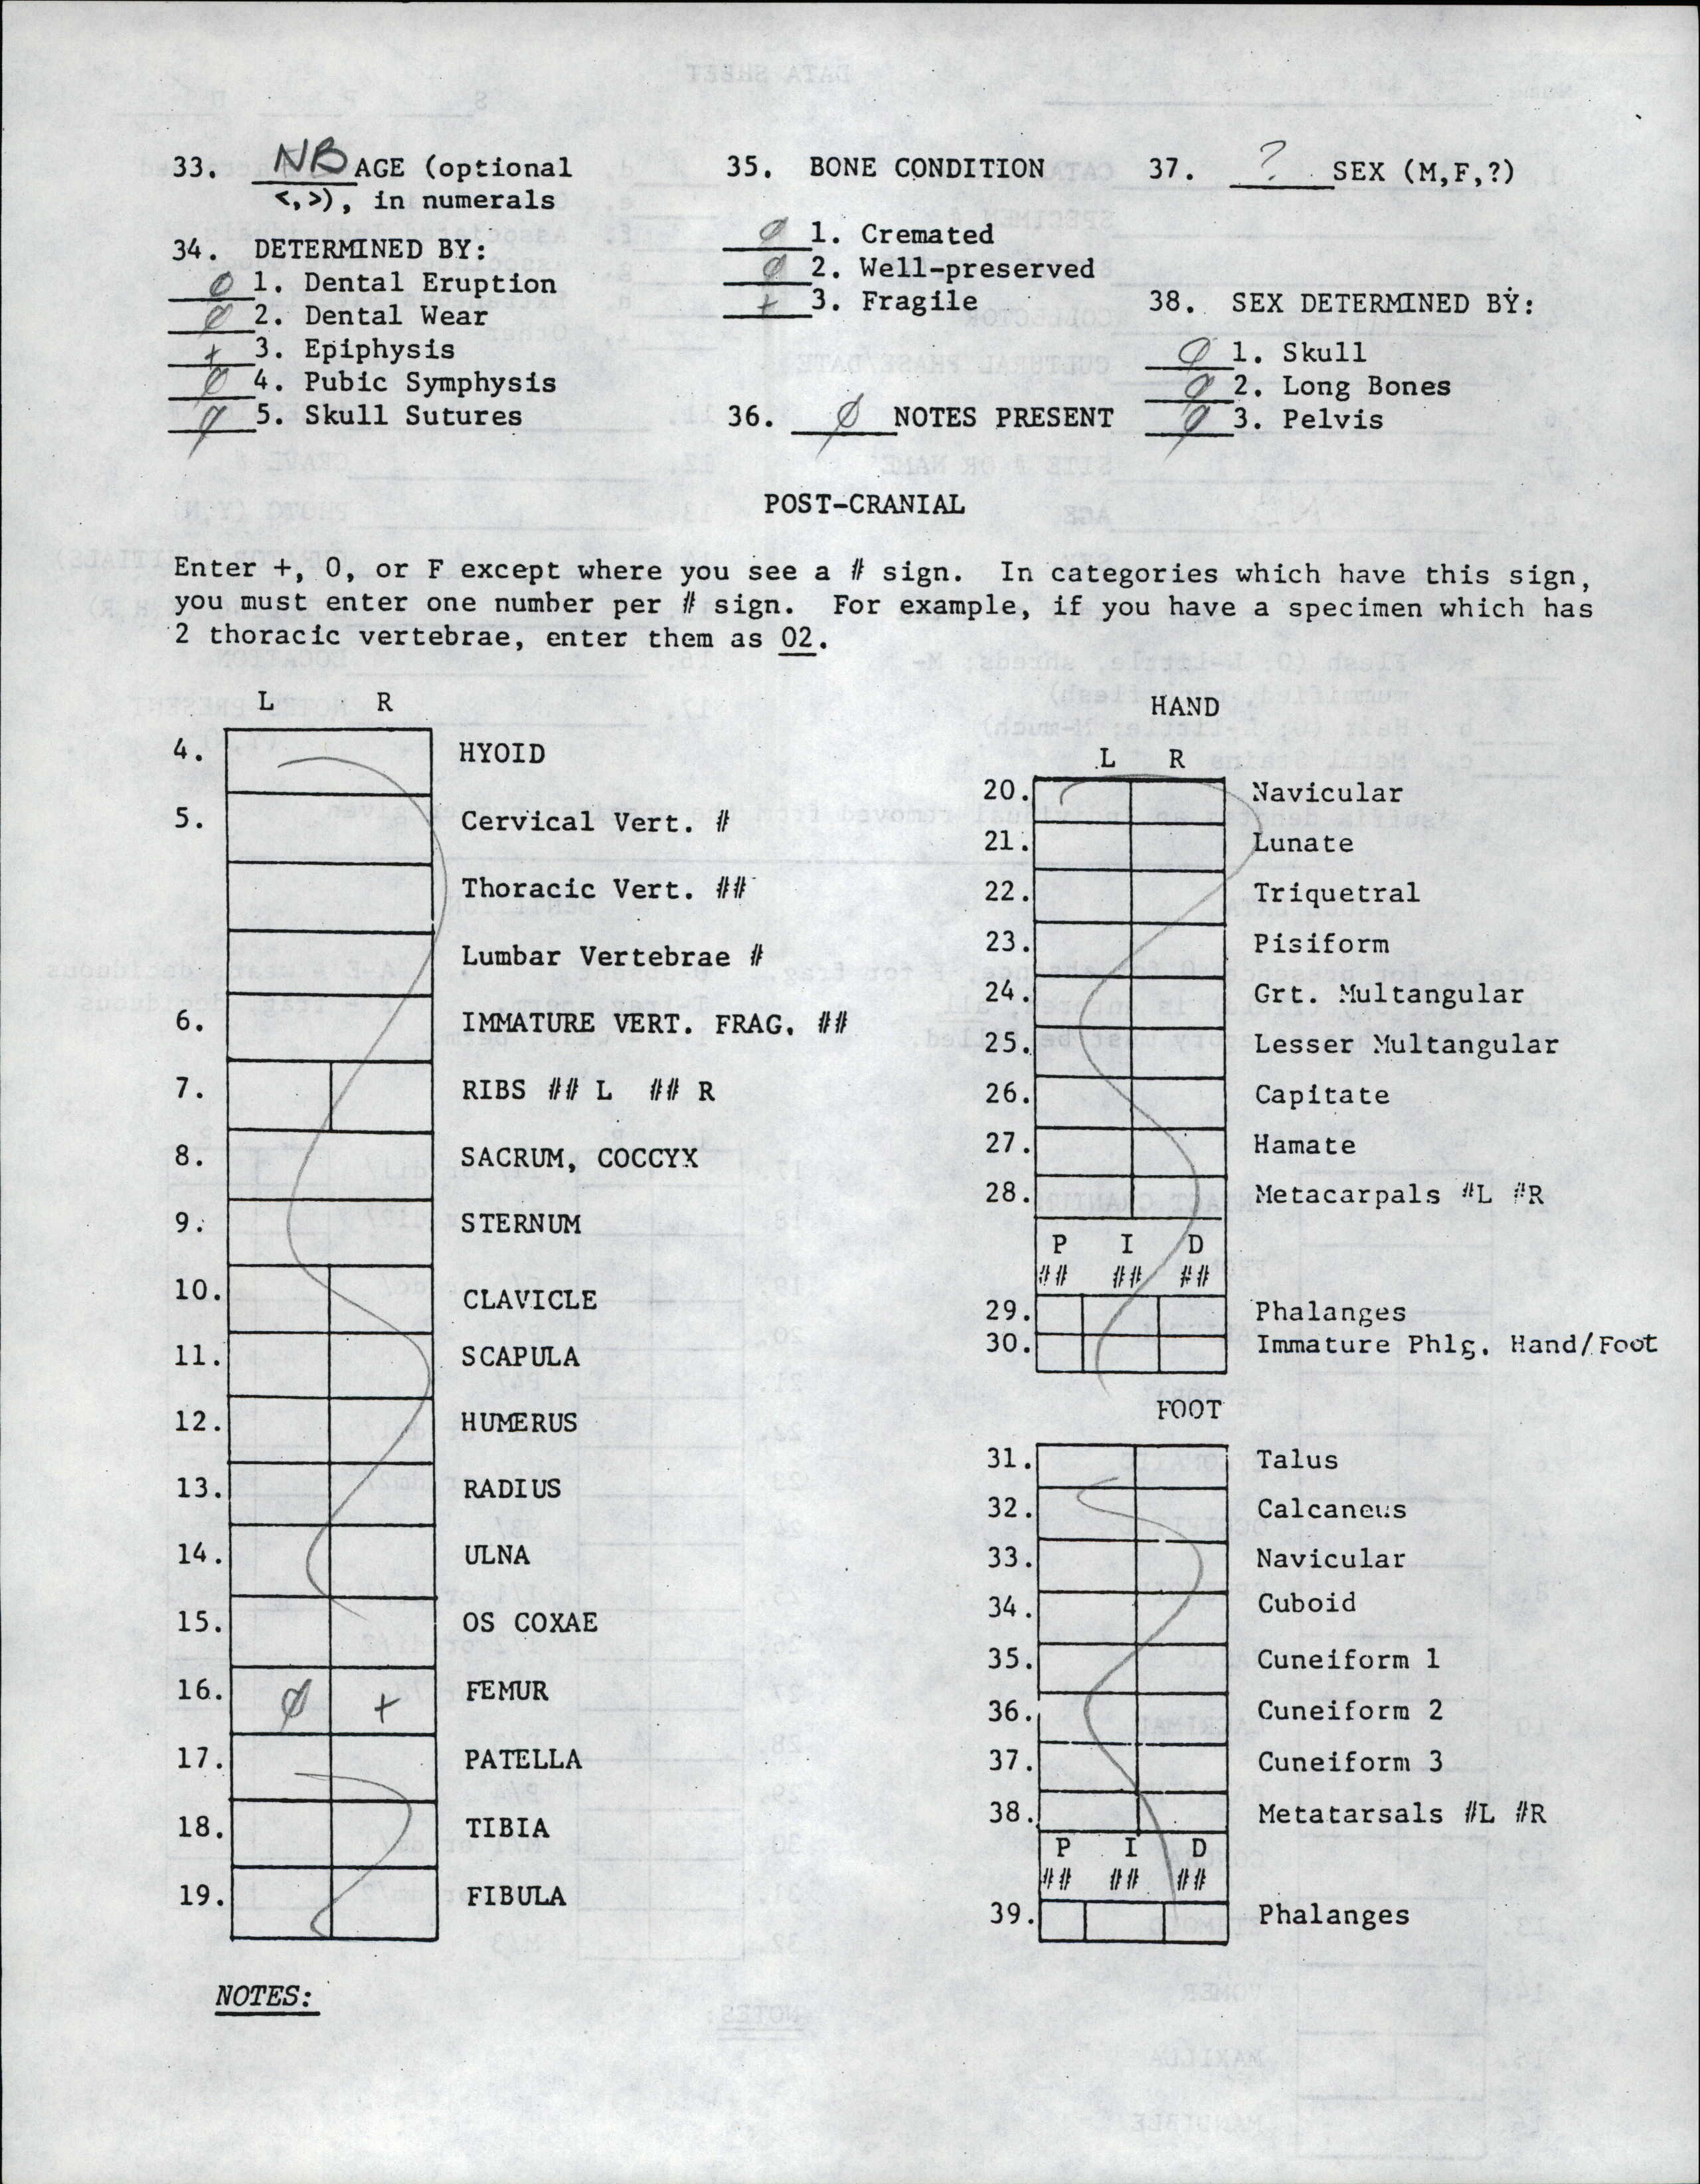 33. NB AGE (optional
<,>), in numerals
34. DETERMINED BY:
Ø 1. Dental Eruption
Ø 2. Dental Wear
+ 3. Epiphysis
Ø 4. Pubic Symphysis
Ø 5. Skull Sutures
35. BONE CONDITION
Ø 1. Cremated
Ø 2. Well-preserved
+ 3. Fragile
36. Ø NOTES PRESENT
37. ? SEX (M,F,?)
38. SEX DETERMINED BY:
Ø 1. Skull
Ø 2. Long Bones
Ø 3. Pelvis
POST-CRANIAL
Enter +, 0, or F except where you see a # sign. In categories which have this sign,
you must enter one number per # sign. For example, if you have a specimen which has
2 thoracic vertebrae, enter them as 02.
L R
4. HYOID
5. Cervical Vert. #
Thoracic Vert. ##
Lumbar Vertebrae #
6. IMMATURE VERT. FRAG. ##
7. RIBS ## L ## R
8. SACRUM, COCCYX
9. STERNUM
10. CLAVICLE
11. SCAPULA
12. HUMERUS
13. RADIUS
14. ULNA
15. OS COXAE
16. Ø + FEMUR
17. PATELLA
18. TIBIA
19. FIBULA
HAND
L R
20. Navicular
21. Lunate
22. Triquetral
23. Pisiform
24. Grt. Multangular
25. Lesser Multangular
26. Capitate
27. Hamate
28. Metacarpals #L #R
P I D
## ## ##
29. Phalanges
30. Immature Phlg. Hand/Foot
FOOT
31. Talus
32. Calcaneus
33. Navicular
34. Cuboid
35. Cuneiform 1
36. Cuneiform 2
37. Cuneiform 3
38. Metatarsals #L #R
P I D
## ## ##
39. Phalanges
NOTES: